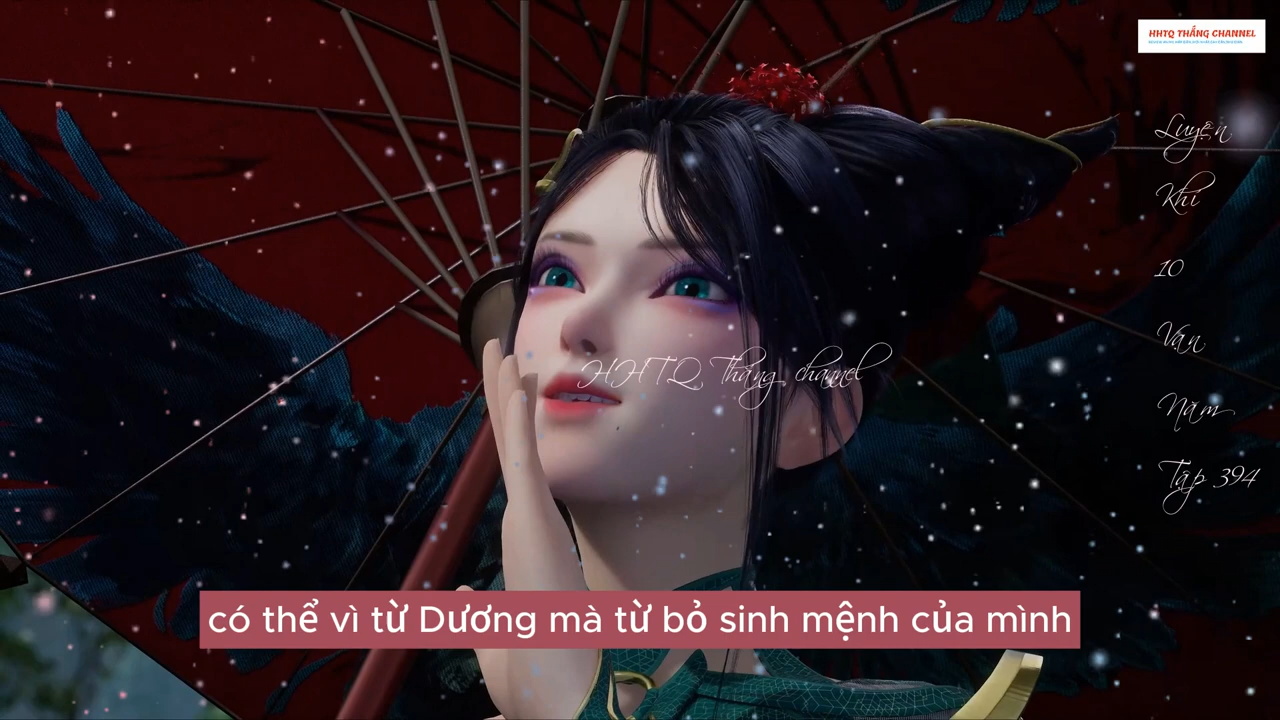 HHTQ THẮNG CHANNEL
Luyện
Khí
10
Vạn
Năm
Tập 394
HHTQ Thắng channel
có thể vì từ Dương mà từ bỏ sinh mệnh của mình